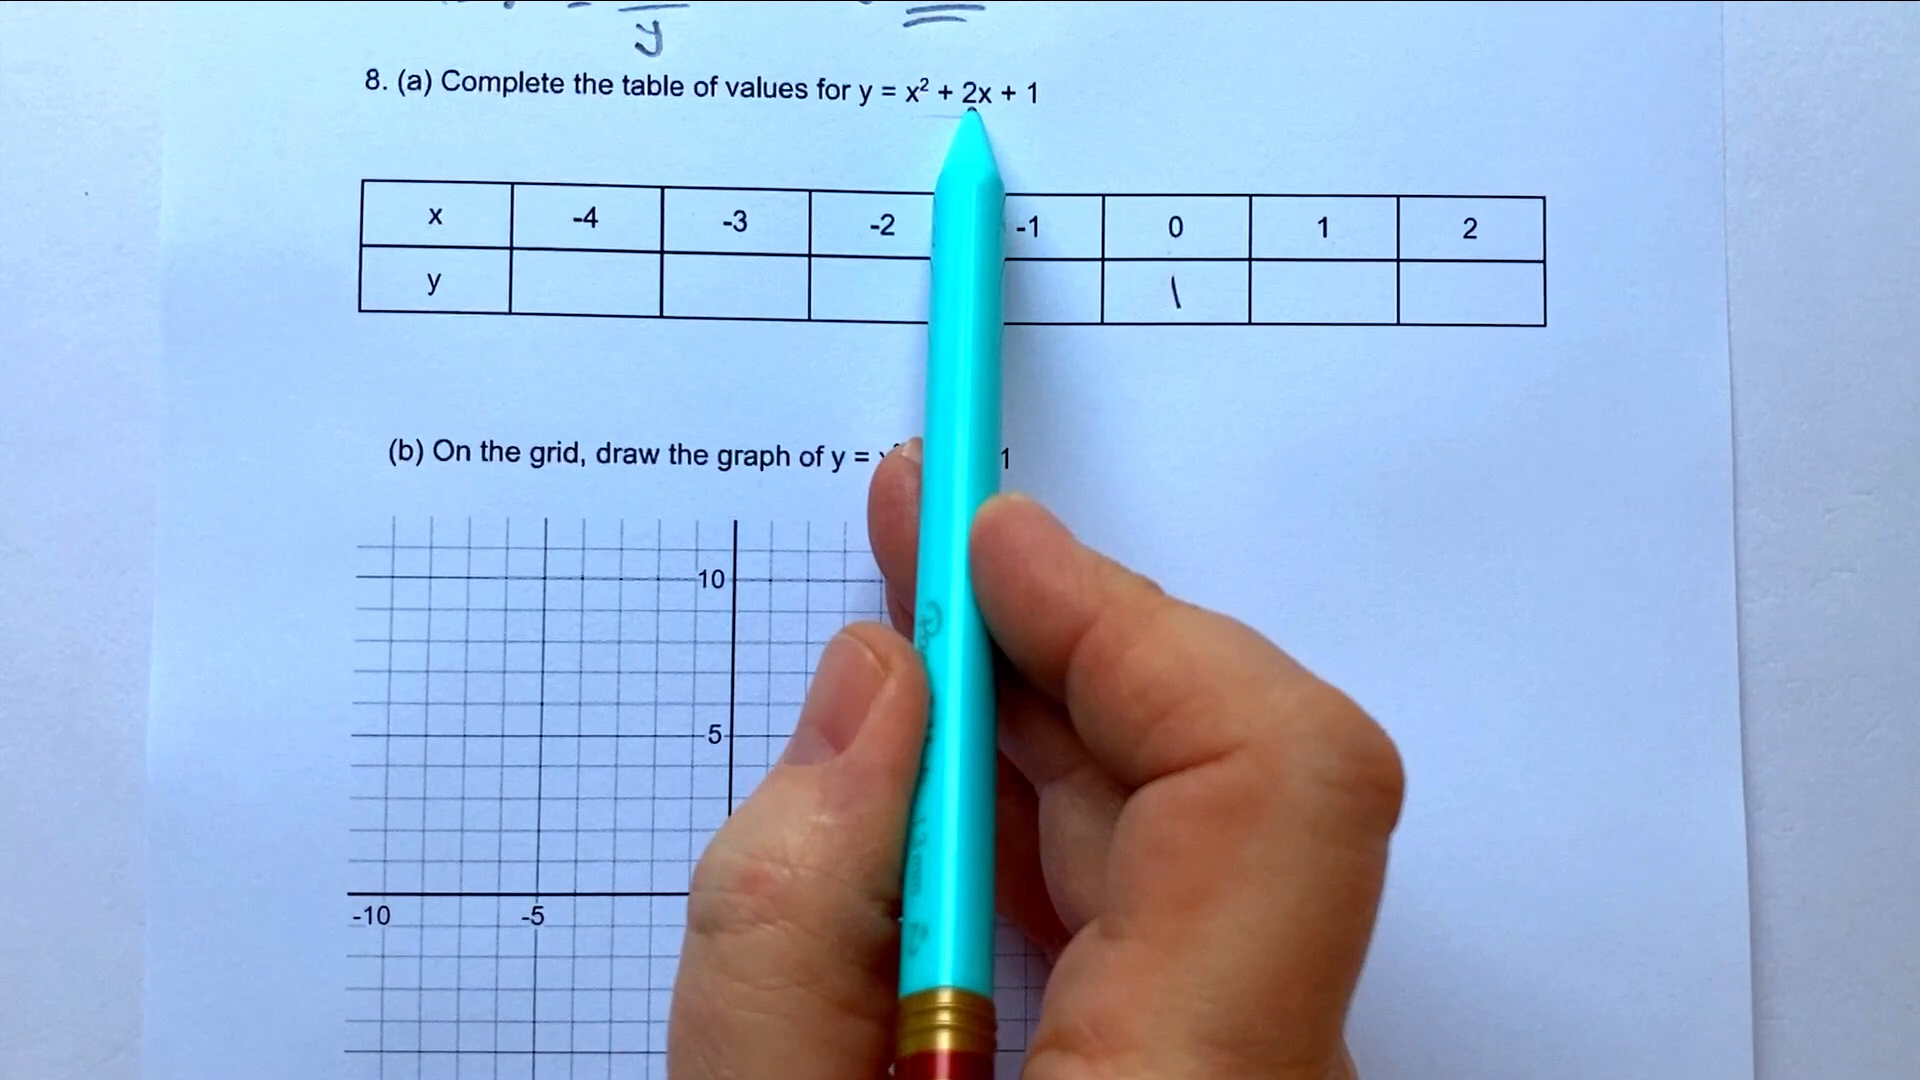 y
8. (a) Complete the table of values for y = x² + 2x + 1
x -4 -3 -2 -1 0 1 2
y 1
(b) On the grid, draw the graph of y = 1
10
5
-10 -5